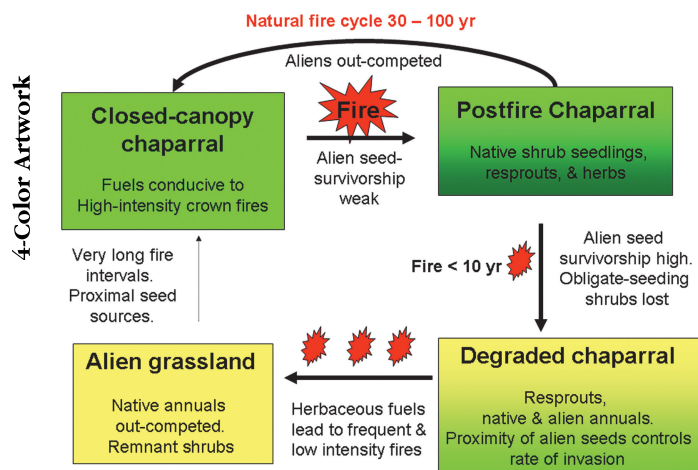 Natural fire cycle 30 – 100 yr
Aliens out-competed
4-Color Artwork
Closed-canopy
chaparral
Fuels conducive to
High-intensity crown fires
Fire
Alien seed-
survivorship
weak
Postfire Chaparral
Native shrub seedlings,
resprouts, & herbs
Very long fire
intervals.
Proximal seed
sources.
Fire < 10 yr
Alien seed
survivorship high.
Obligate-seeding
shrubs lost
Alien grassland
Native annuals
out-competed.
Remnant shrubs
Herbaceous fuels
lead to frequent &
low intensity fires
Degraded chaparral
Resprouts,
native & alien annuals.
Proximity of alien seeds controls
rate of invasion